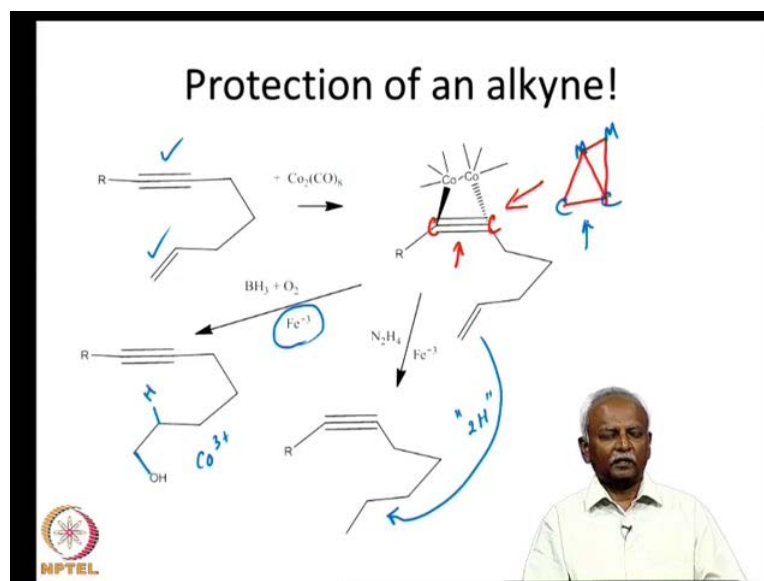 Protection of an alkyne!
R
+ Co₂(CO)₈
Co Co
C C
R
M M
C C
BH₃ + O₂
Fe⁺³
N₂H₄
Fe⁺³
"2H"
R
H
OH
Co³⁺
R
NPTEL